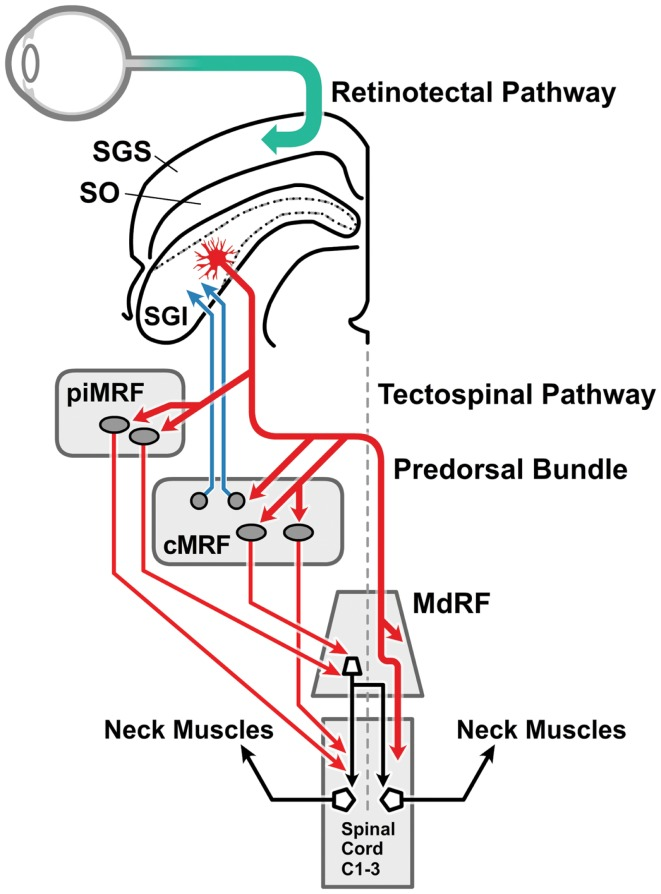 Retinotectal Pathway
SGS
SO
SGI
piMRF
Tectospinal Pathway
Predorsal Bundle
cMRF
MdRF
Neck Muscles
Neck Muscles
Spinal
Cord
C1-3